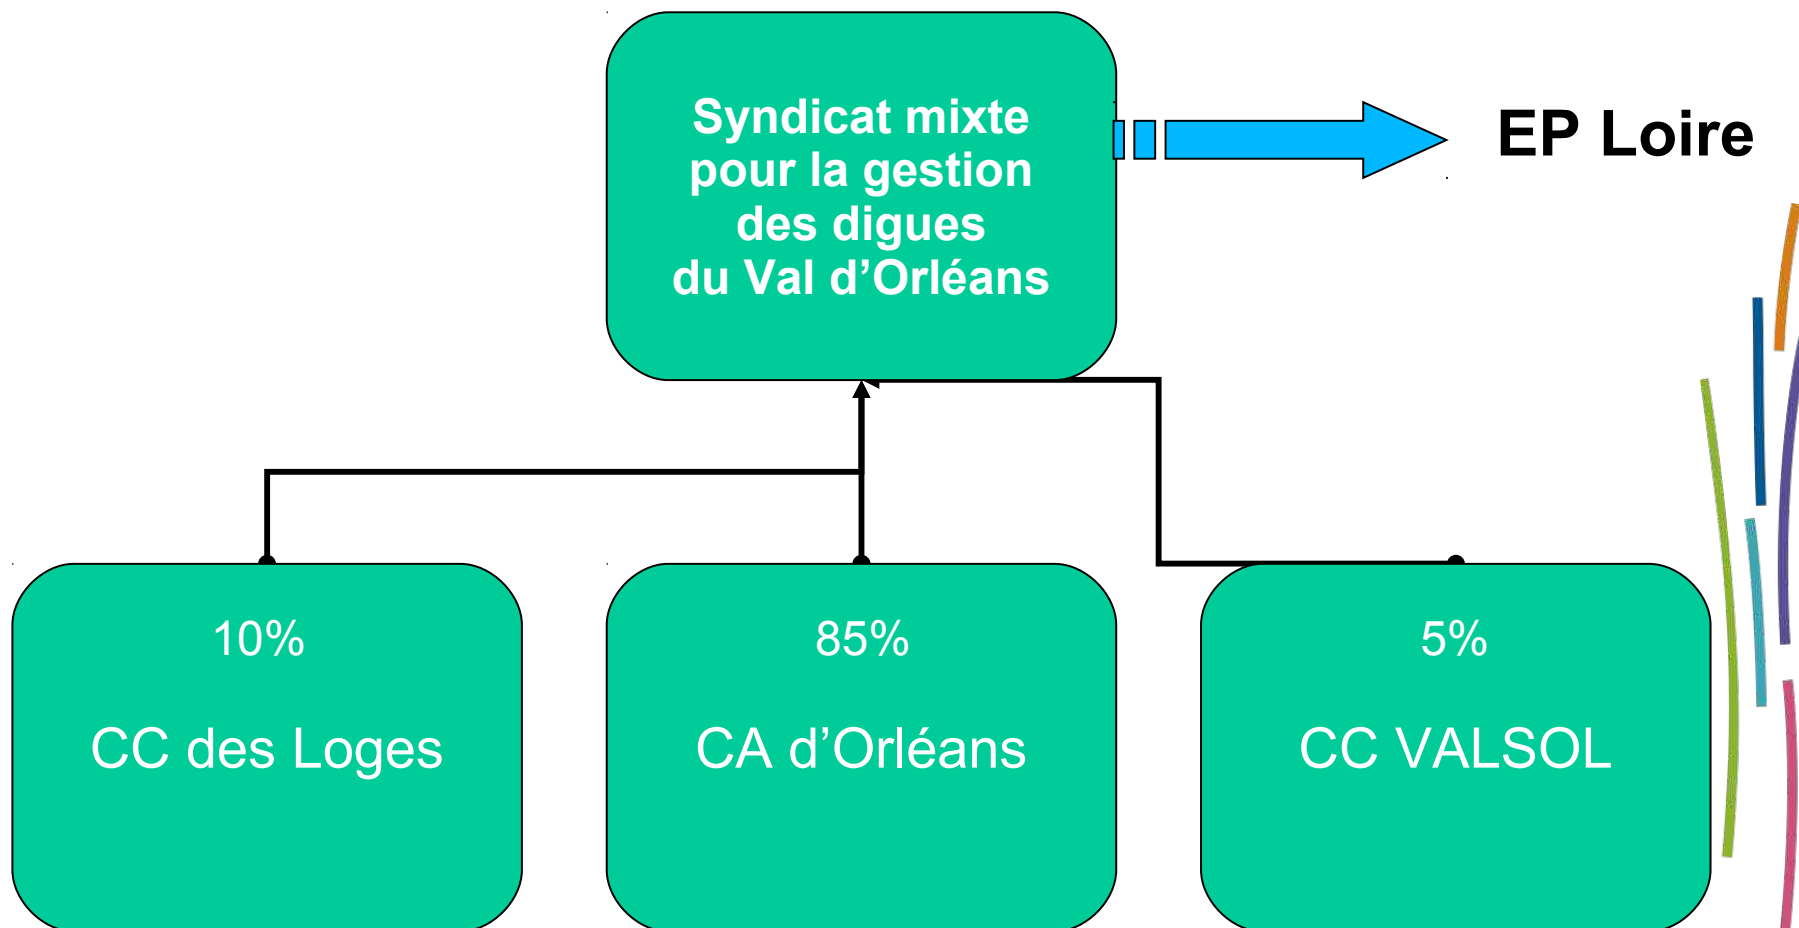 Syndicat mixte
pour la gestion
des digues
du Val d’Orléans
EP Loire
10%
CC des Loges
85%
CA d’Orléans
5%
CC VALSOL